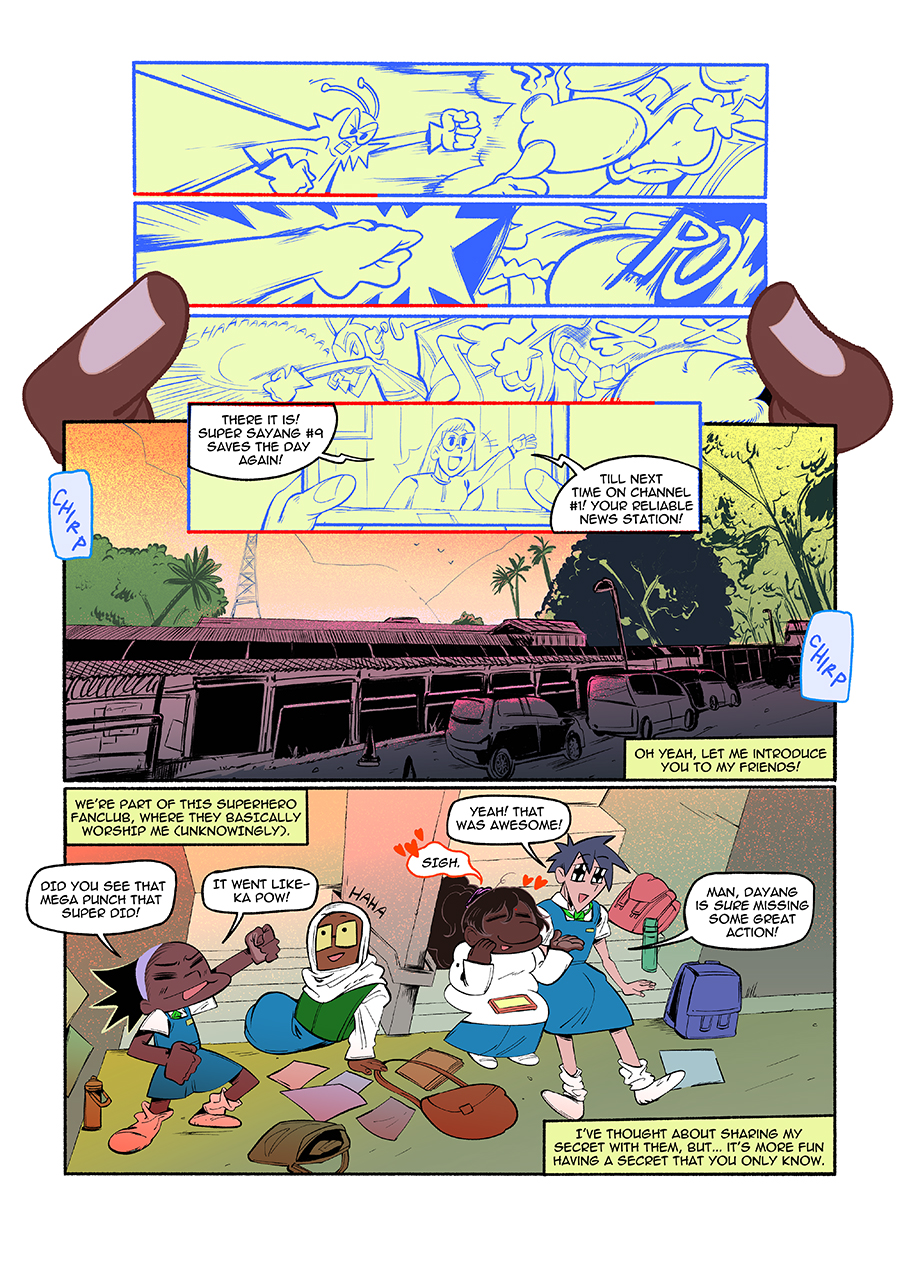 POW
HAAAAAAAAA
THERE IT IS!
SUPER SAYANG #9
SAVES THE DAY
AGAIN!
TILL NEXT
TIME ON CHANNEL
#1! YOUR RELIABLE
NEWS STATION!
CHIRP
CHIRP
OH YEAH, LET ME INTRODUCE
YOU TO MY FRIENDS!
WE'RE PART OF THIS SUPERHERO
FANCLUB, WHERE THEY BASICALLY
WORSHIP ME (UNKNOWINGLY).
YEAH! THAT
WAS AWESOME!
DID YOU SEE THAT
MEGA PUNCH THAT
SUPER DID!
IT WENT LIKE-
KA POW!
HAHA
SIGH.
MAN, DAYANG
IS SURE MISSING
SOME GREAT
ACTION!
I'VE THOUGHT ABOUT SHARING MY
SECRET WITH THEM, BUT... IT'S MORE FUN
HAVING A SECRET THAT YOU ONLY KNOW.